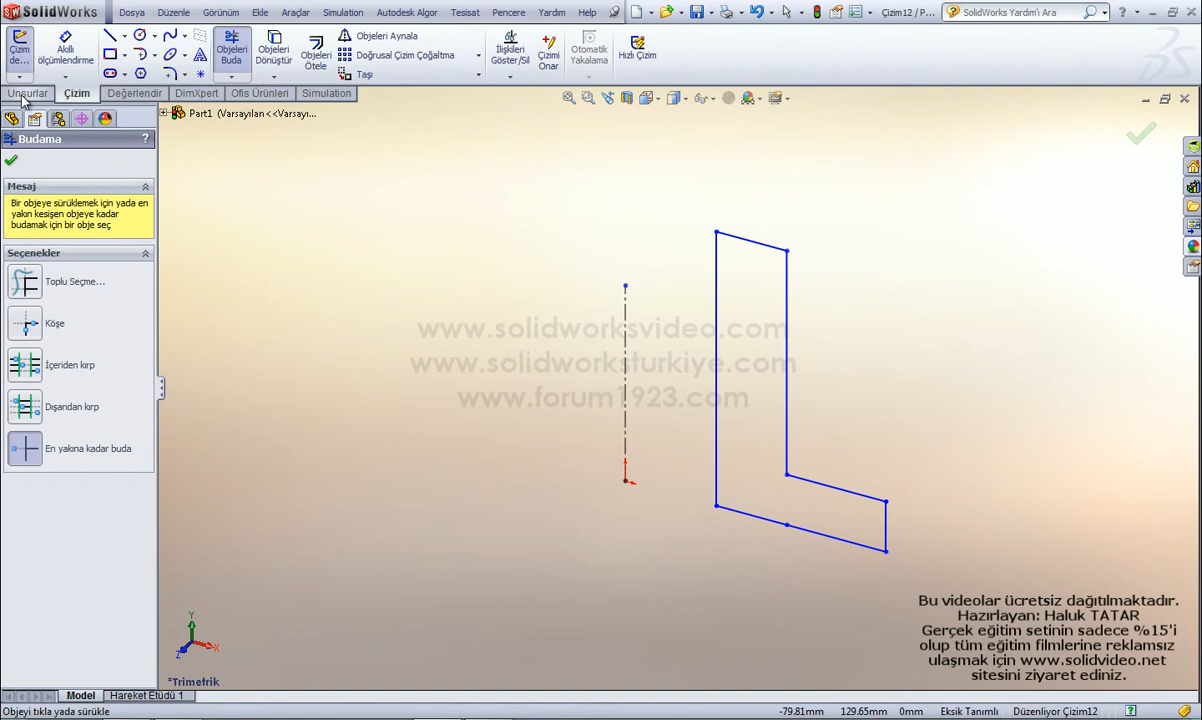 SolidWorks
Dosya Düzenle Görünüm Ekle Araçlar Simulation Autodesk Algor Tesisat Pencere Yardım Help
Çizim12 / P...
SolidWorks Yardım'ı Ara
Çizim de...
Akıllı ölçümlendirme
Objeleri Buda
Objeleri Dönüştür
Objeleri Ötele
Objeleri Aynala
Doğrusal Çizim Çoğaltma
Taşı
İlişkileri Göster/Sil
Çizimi Onar
Otomatik Yakalama
Hızlı Çizim
Unsurlar Çizim Değerlendir DimXpert Ofis Ürünleri Simulation
Part1 (Varsayılan<<Varsayı...
Budama ?
Mesaj
Bir objeye sürüklemek için yada en
yakın kesişen objeye kadar
budamak için bir obje seç
Seçenekler
Toplu Seçme...
Köşe
İçeriden kırp
Dışarıdan kırp
En yakına kadar buda
www.solidworksvideo.com
www.solidworksturkiye.com
www.forum1923.com
Bu videolar ücretsiz dağıtılmaktadır.
Hazırlayan: Haluk TATAR
Gerçek eğitim setinin sadece %15'i
olup tüm eğitim filmlerine reklamsız
ulaşmak için www.solidvideo.net
sitesini ziyaret ediniz.
Y
X
Z
*Trimetrik
Model Hareket Etüdü 1
Objeyi tıkla yada sürükle
-79.81mm 129.65mm 0mm Eksik Tanımlı Düzenliyor Çizim12